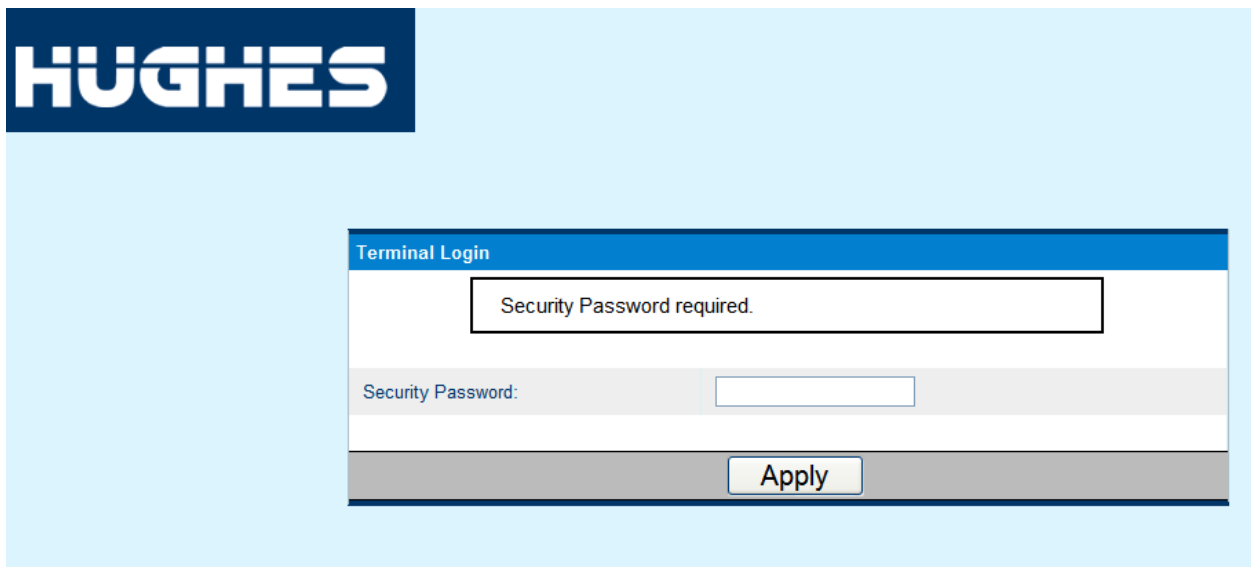 HUGHES
Terminal Login
Security Password required.
Security Password:
Apply